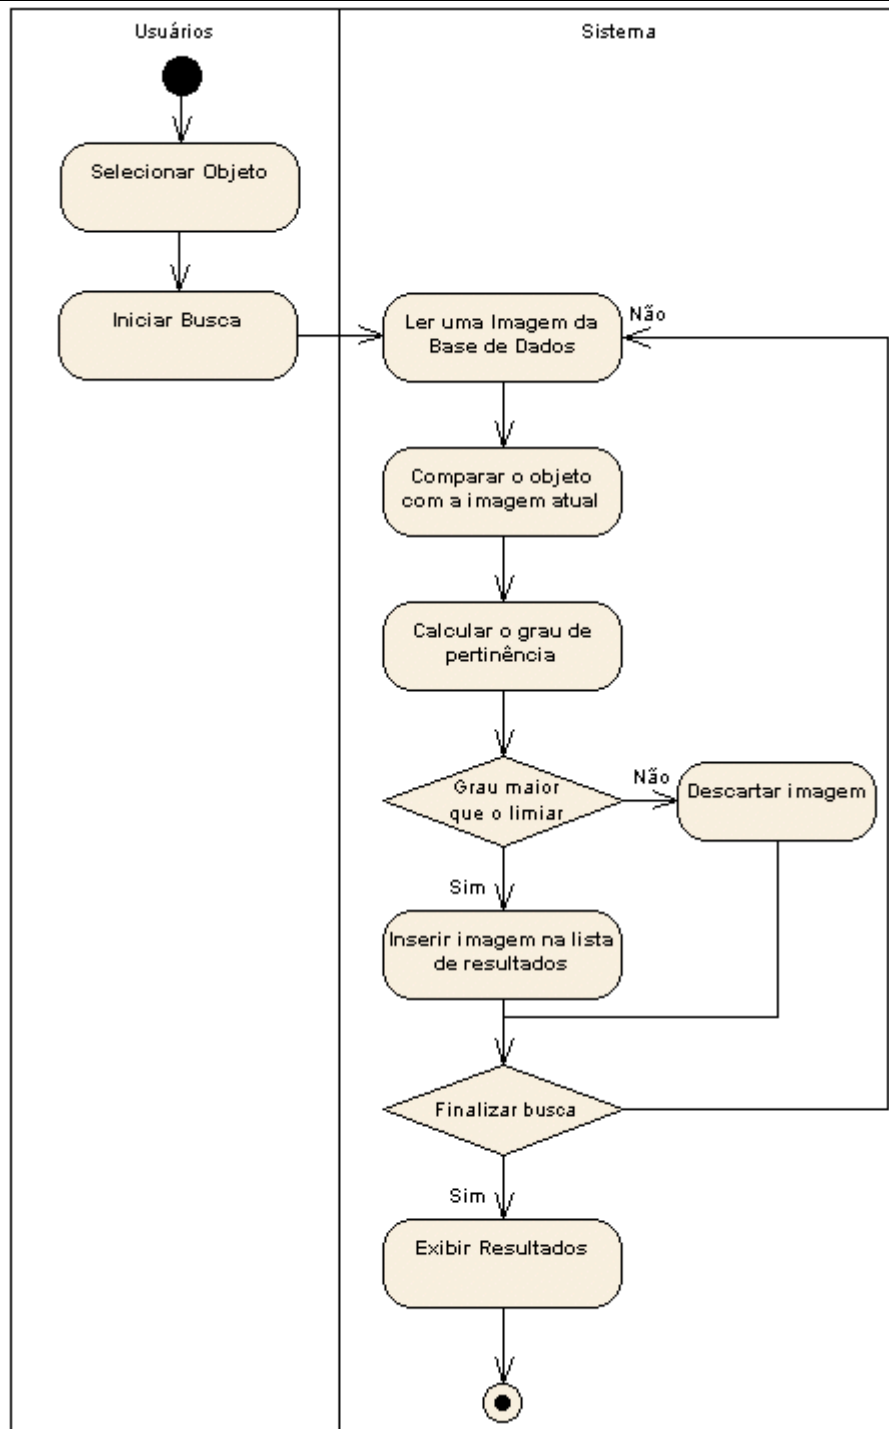 Usuários
Sistema
Selecionar Objeto
Iniciar Busca
Ler uma Imagem da
Base de Dados
Não
Comparar o objeto
com a imagem atual
Calcular o grau de
pertinência
Grau maior
que o limiar
Não
Descartar imagem
Sim
Inserir imagem na lista
de resultados
Finalizar busca
Sim
Exibir Resultados